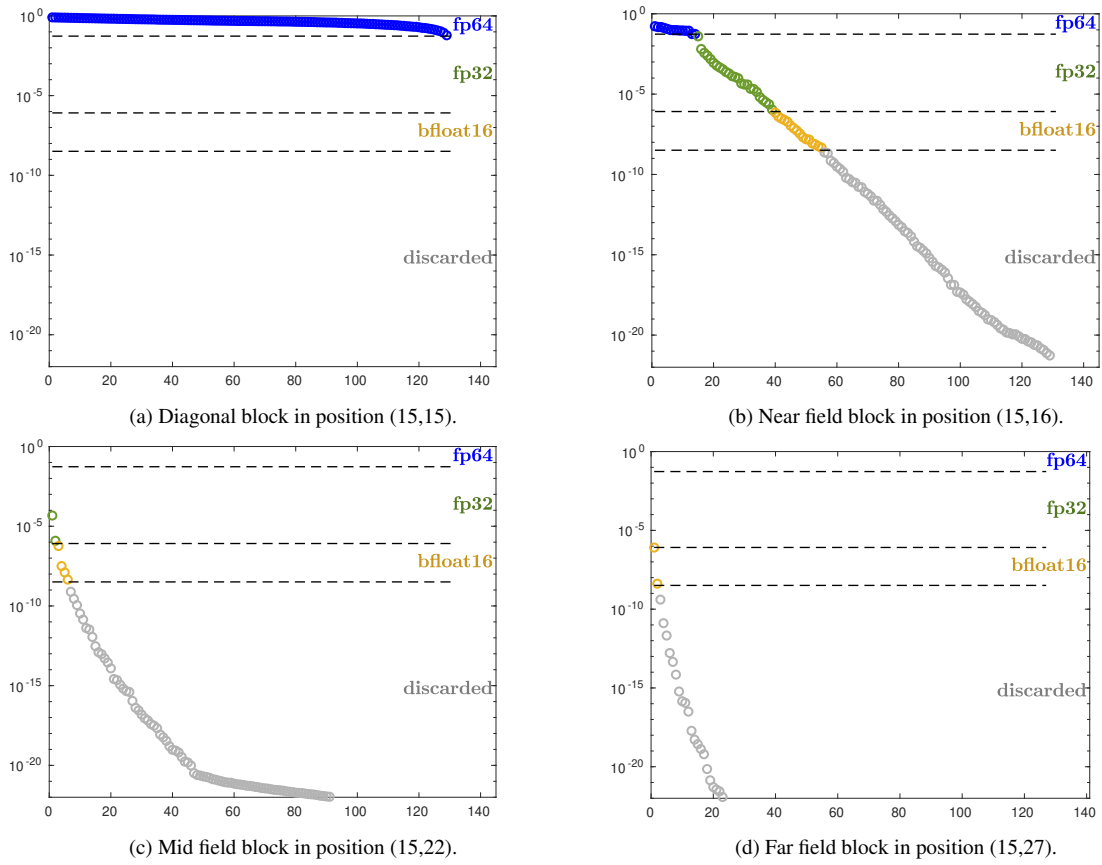 10^0
10^-5
10^-10
10^-15
10^-20
0 20 40 60 80 100 120 140
fp64
fp32
bfloat16
discarded
(a) Diagonal block in position (15,15).
10^0
10^-5
10^-10
10^-15
10^-20
0 20 40 60 80 100 120 140
fp64
fp32
bfloat16
discarded
(b) Near field block in position (15,16).
10^0
10^-5
10^-10
10^-15
10^-20
0 20 40 60 80 100 120 140
fp64
fp32
bfloat16
discarded
(c) Mid field block in position (15,22).
10^0
10^-5
10^-10
10^-15
10^-20
0 20 40 60 80 100 120 140
fp64
fp32
bfloat16
discarded
(d) Far field block in position (15,27).